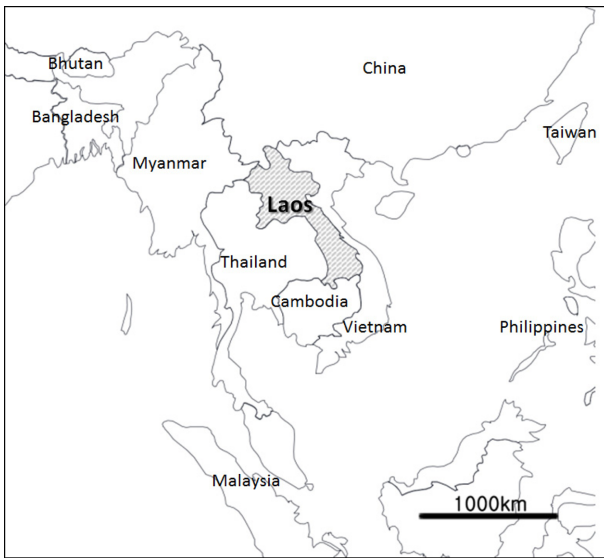 Bhutan
China
Bangladesh
Taiwan
Myanmar
Laos
Thailand
Cambodia
Vietnam
Philippines
Malaysia
1000km